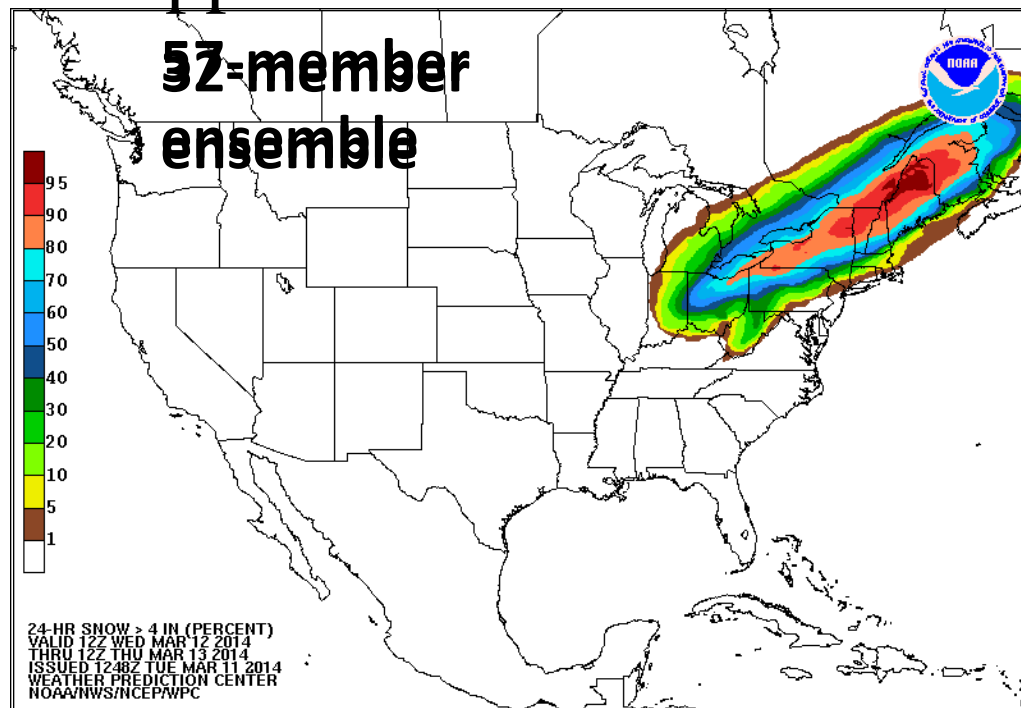 -member
ensemble
NOAA
95
90
80
70
60
50
40
30
20
10
5
1
24-HR SNOW > 4 IN (PERCENT)
VALID 12Z WED MAR 12 2014
THRU 12Z THU MAR 13 2014
ISSUED 1248Z TUE MAR 11 2014
WEATHER PREDICTION CENTER
NOAA/NWS/NCEP/WPC